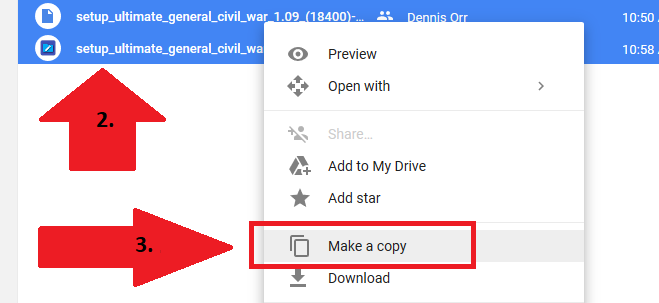 setup_ultimate_general_civil_war_1.09_(18400)-... Dennis Orr 10:50
setup_ultimate_general_civil_wa 10:58
Preview
2.
Open with
Share...
Add to My Drive
Add star
3.
Make a copy
Download